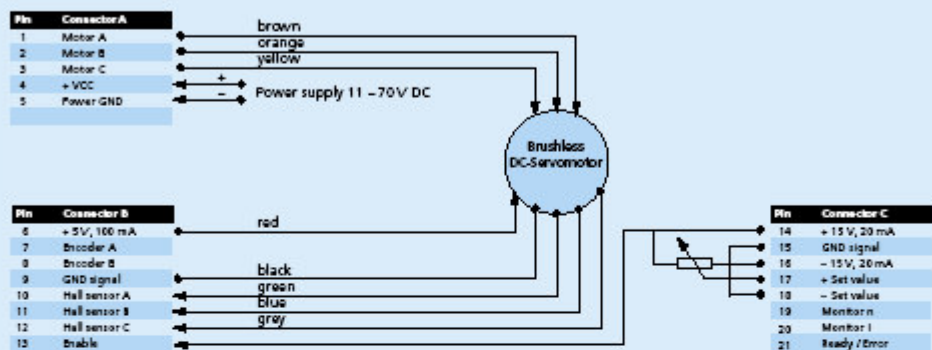 Pin Connector A
1 Motor A
2 Motor B
3 Motor C
4 + VCC
5 Power GND
brown
orange
yellow
+
– Power supply 11 – 70 V DC
Brushless
DC-Servomotor
Pin Connector B
6 + 5V, 100 mA
7 Encoder A
8 Encoder B
9 GND signal
10 Hall sensor A
11 Hall sensor B
12 Hall sensor C
13 Enable
red
black
green
blue
grey
Pin Connector C
14 + 15 V, 20 mA
15 GND signal
16 – 15 V, 20 mA
17 + Set value
18 – Set value
19 Monitor n
20 Monitor I
21 Ready / Error